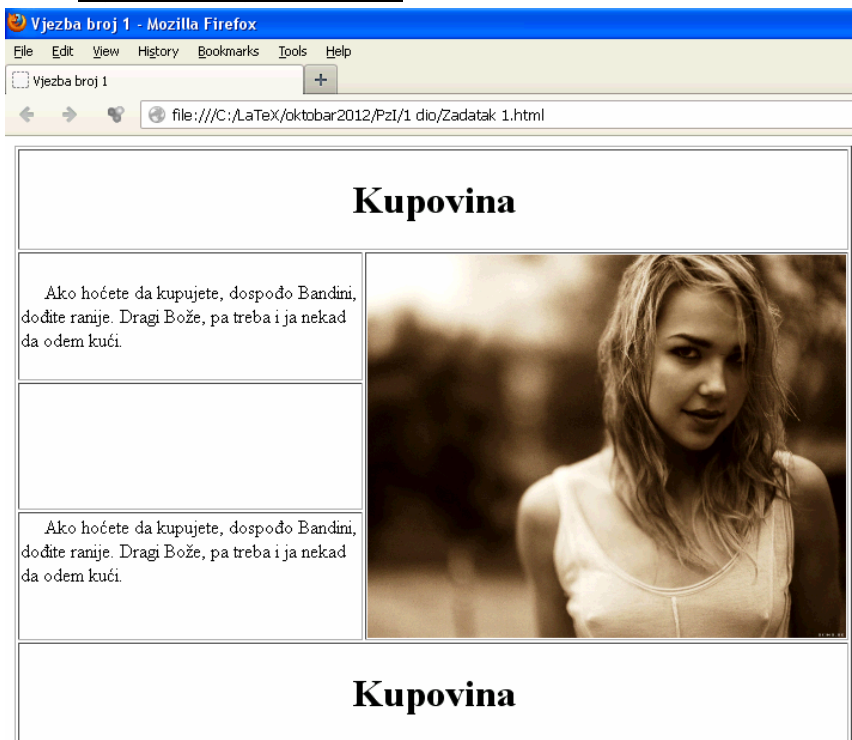 Vjezba broj 1 - Mozilla Firefox
File Edit View History Bookmarks Tools Help
Vjezba broj 1
file:///C:/LaTeX/oktobar2012/PzI/1 dio/Zadatak 1.html
Kupovina
Ako hoćete da kupujete, dospođo Bandini,
dođite ranije. Dragi Bože, pa treba i ja nekad
da odem kući.
Ako hoćete da kupujete, dospođo Bandini,
dođite ranije. Dragi Bože, pa treba i ja nekad
da odem kući.
Kupovina